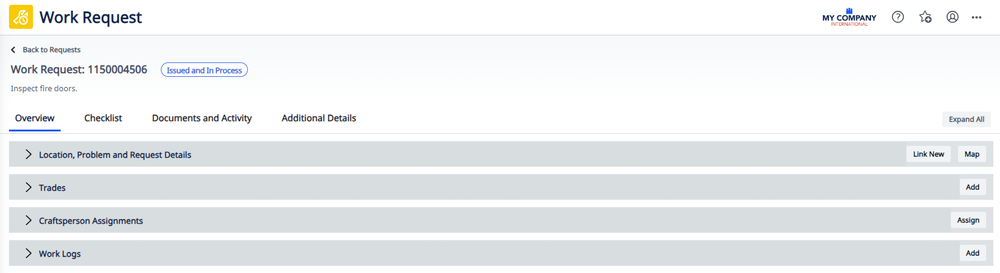 Work Request
MY COMPANY
INTERNATIONAL
Back to Requests
Work Request: 1150004506 Issued and In Process
Inspect fire doors.
Overview Checklist Documents and Activity Additional Details Expand All
Location, Problem and Request Details Link New Map
Trades Add
Craftsperson Assignments Assign
Work Logs Add